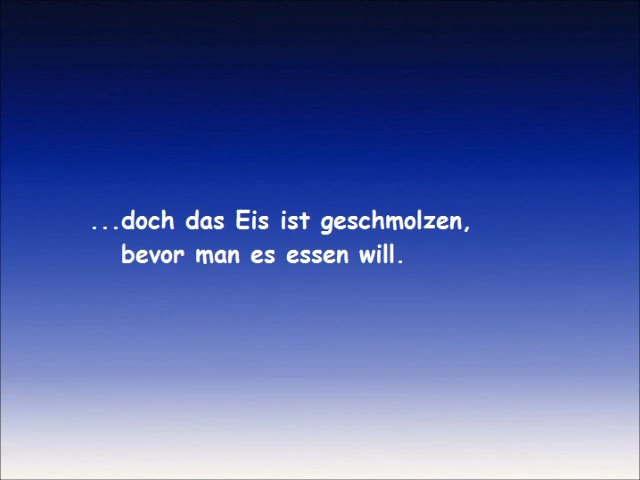 ...doch das Eis ist geschmolzen,
bevor man es essen will.